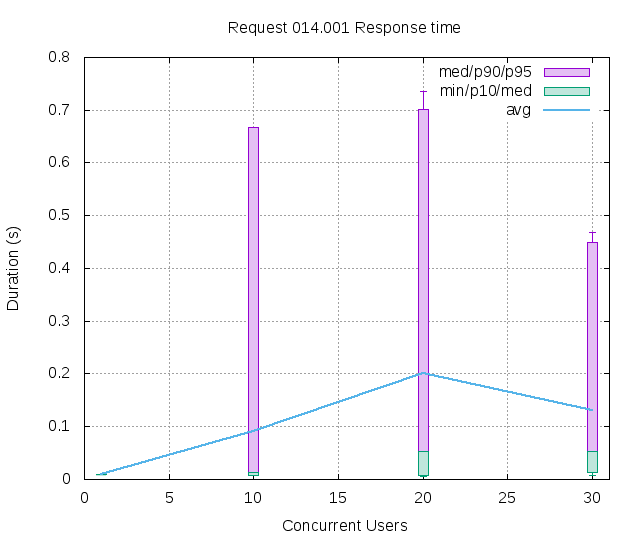 Request 014.001 Response time
med/p90/p95
min/p10/med
avg
0.8
0.7
0.6
0.5
0.4
0.3
0.2
0.1
0
0 5 10 15 20 25 30
Duration (s)
Concurrent Users